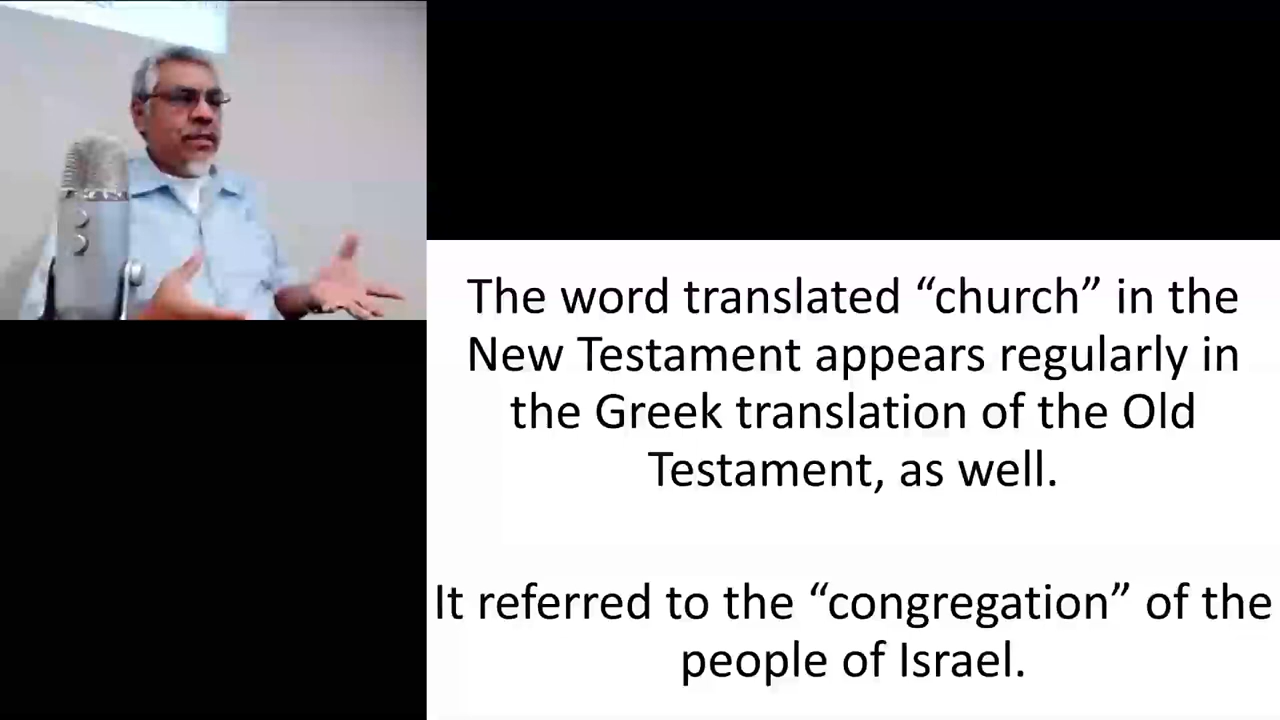 The word translated “church” in the
New Testament appears regularly in
the Greek translation of the Old
Testament, as well.
It referred to the “congregation” of the
people of Israel.